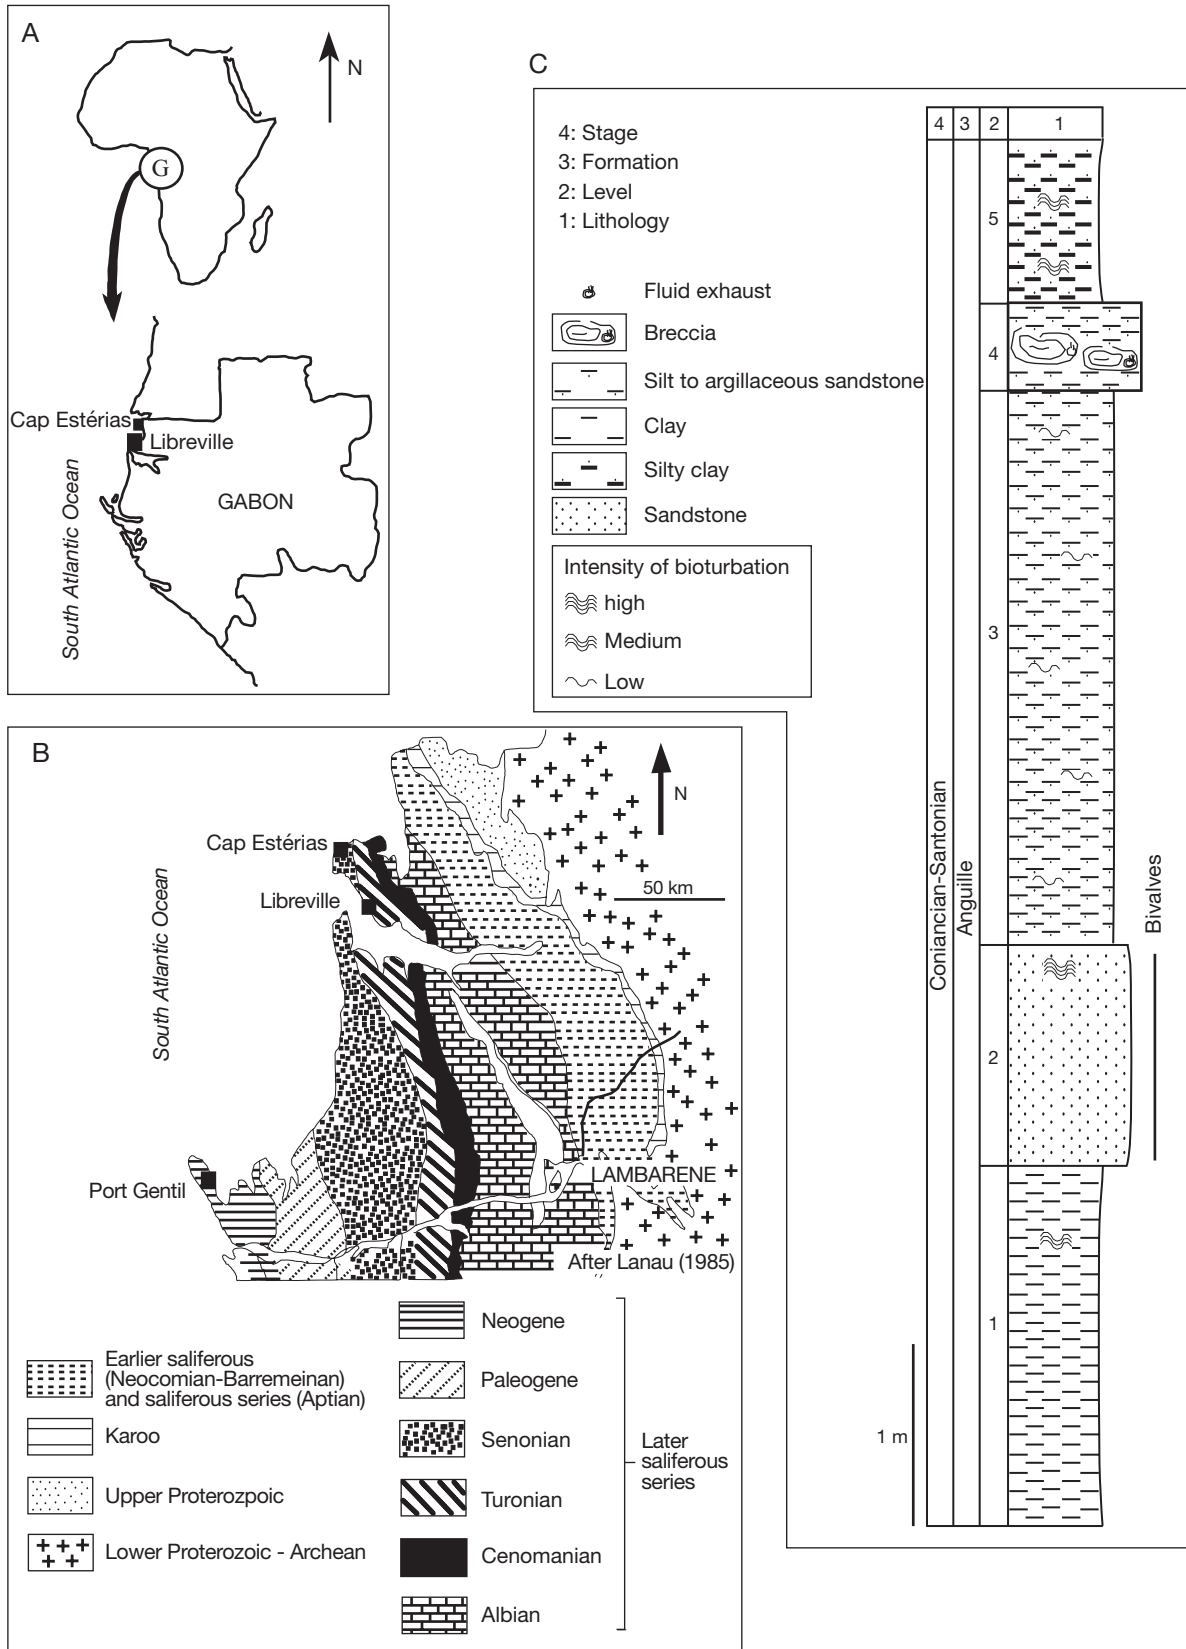 A
N
G
Cap Estérias
Libreville
GABON
South Atlantic Ocean
B
N
Cap Estérias
50 km
Libreville
South Atlantic Ocean
LAMBARENE
Port Gentil
After Lanau (1985)
Earlier saliferous
(Neocomian-Barremeinan)
and saliferous series (Aptian)
Karoo
Upper Proterozpoic
Lower Proterozoic - Archean
Neogene
Paleogene
Senonian
Turonian
Cenomanian
Albian
Later
saliferous
series
C
4: Stage
3: Formation
2: Level
1: Lithology
Fluid exhaust
Breccia
Silt to argillaceous sandstone
Clay
Silty clay
Sandstone
Intensity of bioturbation
high
Medium
Low
4 3 2 1
5
4
3
2
1
Coniancian-Santonian
Anguille
Bivalves
1 m